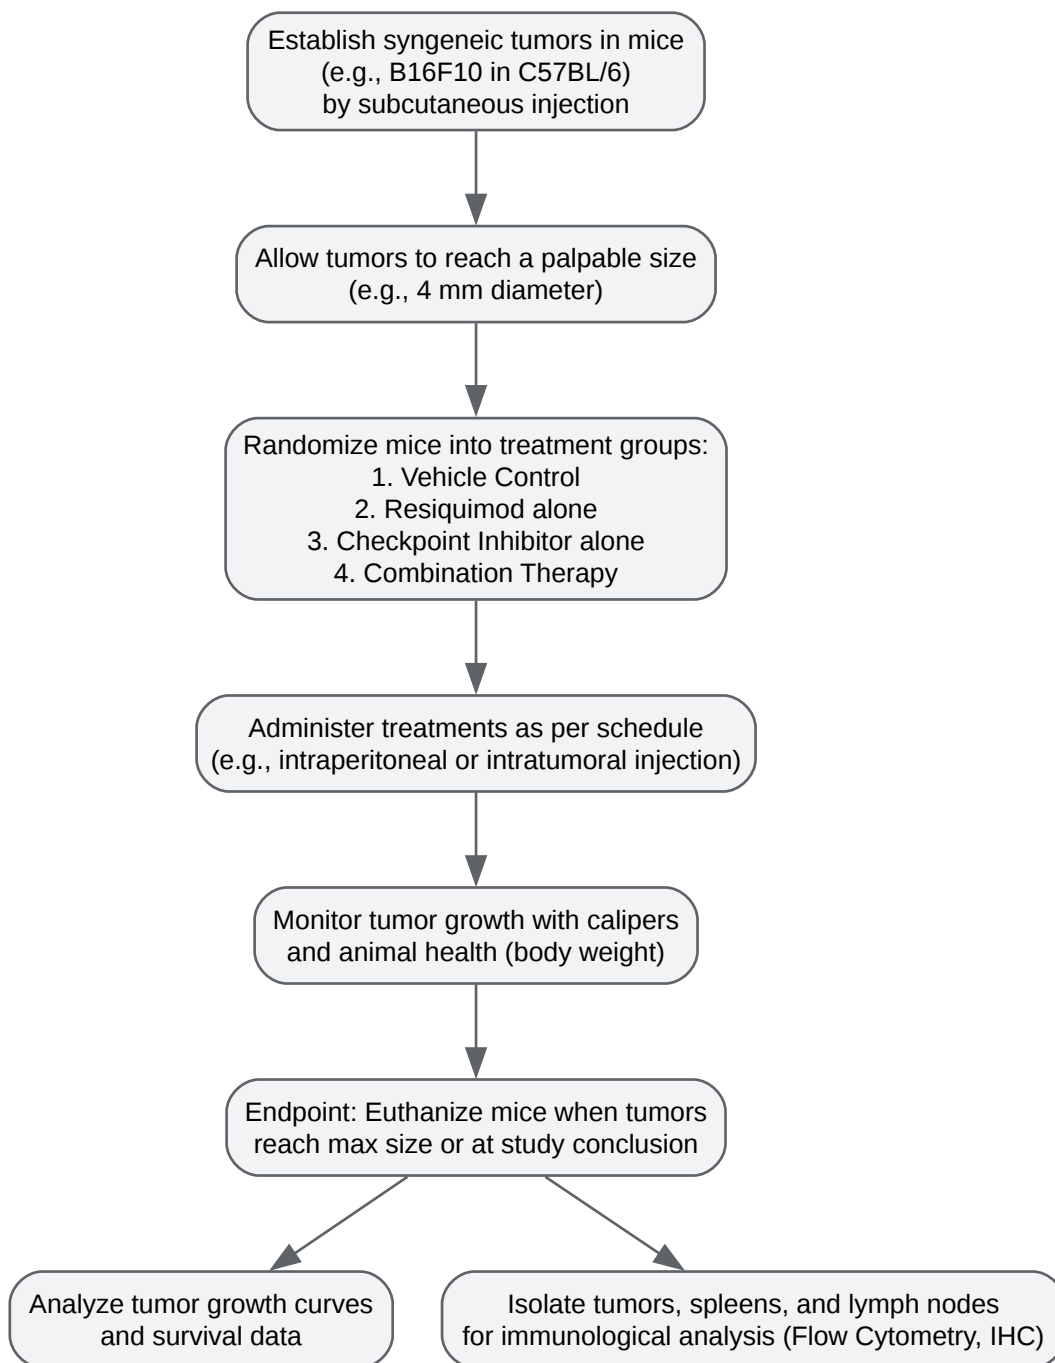 Establish syngeneic tumors in mice
(e.g., B16F10 in C57BL/6)
by subcutaneous injection
Allow tumors to reach a palpable size
(e.g., 4 mm diameter)
Randomize mice into treatment groups:
1. Vehicle Control
2. Resiquimod alone
3. Checkpoint Inhibitor alone
4. Combination Therapy
Administer treatments as per schedule
(e.g., intraperitoneal or intratumoral injection)
Monitor tumor growth with calipers
and animal health (body weight)
Endpoint: Euthanize mice when tumors
reach max size or at study conclusion
Analyze tumor growth curves
and survival data
Isolate tumors, spleens, and lymph nodes
for immunological analysis (Flow Cytometry, IHC)